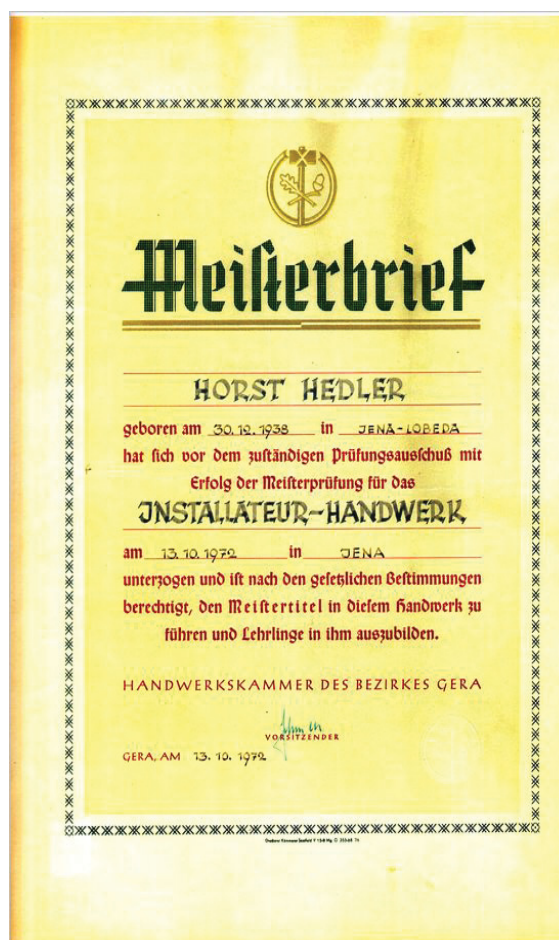 Meisterbrief
HORST HEDLER
geboren am 30.12.1938 in JENA-LOBEDA
hat sich vor dem zuständigen Prüfungsausschuß mit
Erfolg der Meisterprüfung für das
INSTALLATEUR-HANDWERK
am 13.10.1972 in JENA
unterzogen und ist nach den gesetzlichen Bestimmungen
berechtigt, den Meistertitel in diesem Handwerk zu
führen und Lehrlinge in ihm auszubilden.
HANDWERKSKAMMER DES BEZIRKES GERA
VORSITZENDER
GERA, AM 13. 10. 1972